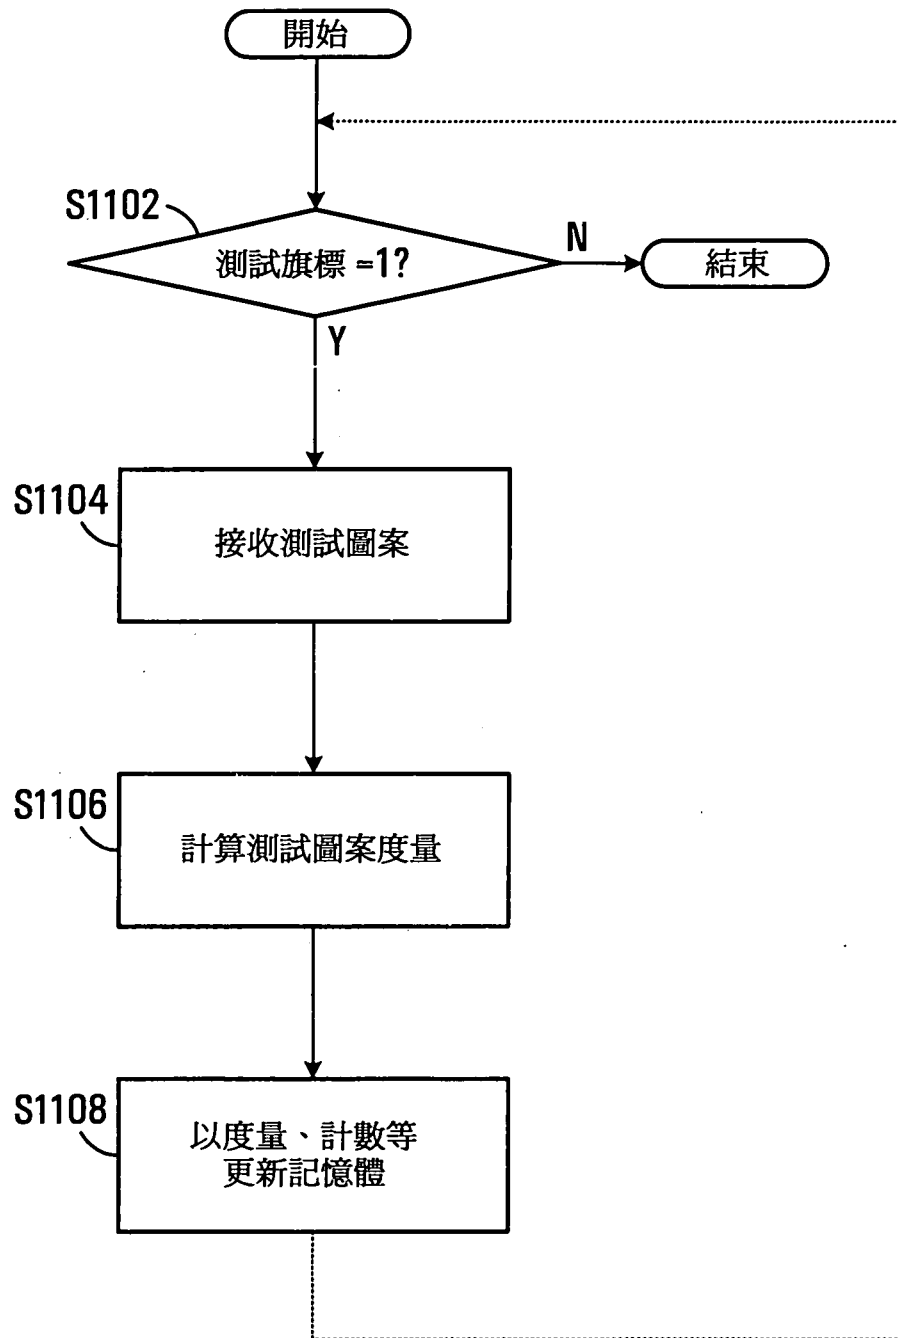 開始
S1102
測試旗標 =1?
N
結束
Y
S1104
接收測試圖案
S1106
計算測試圖案度量
S1108
以度量、計數等
更新記憶體